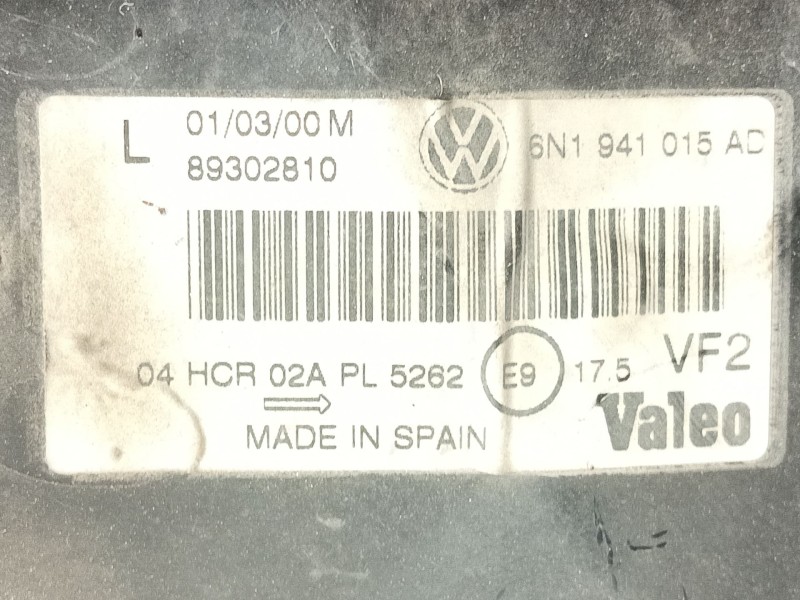 L
01/03/00 M
89302810
6N1 941 015 AD
04 HCR 02A PL 5262 E9 17.5
VF2
MADE IN SPAIN
Valeo